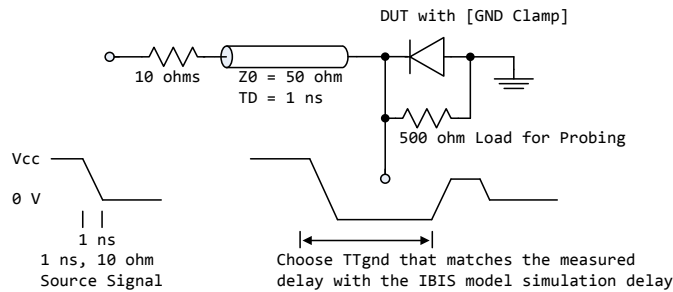 DUT with [GND Clamp]
10 ohms
Z0 = 50 ohm
TD = 1 ns
500 ohm Load for Probing
Vcc
0 V
1 ns
1 ns, 10 ohm
Source Signal
Choose TTgnd that matches the measured
delay with the IBIS model simulation delay